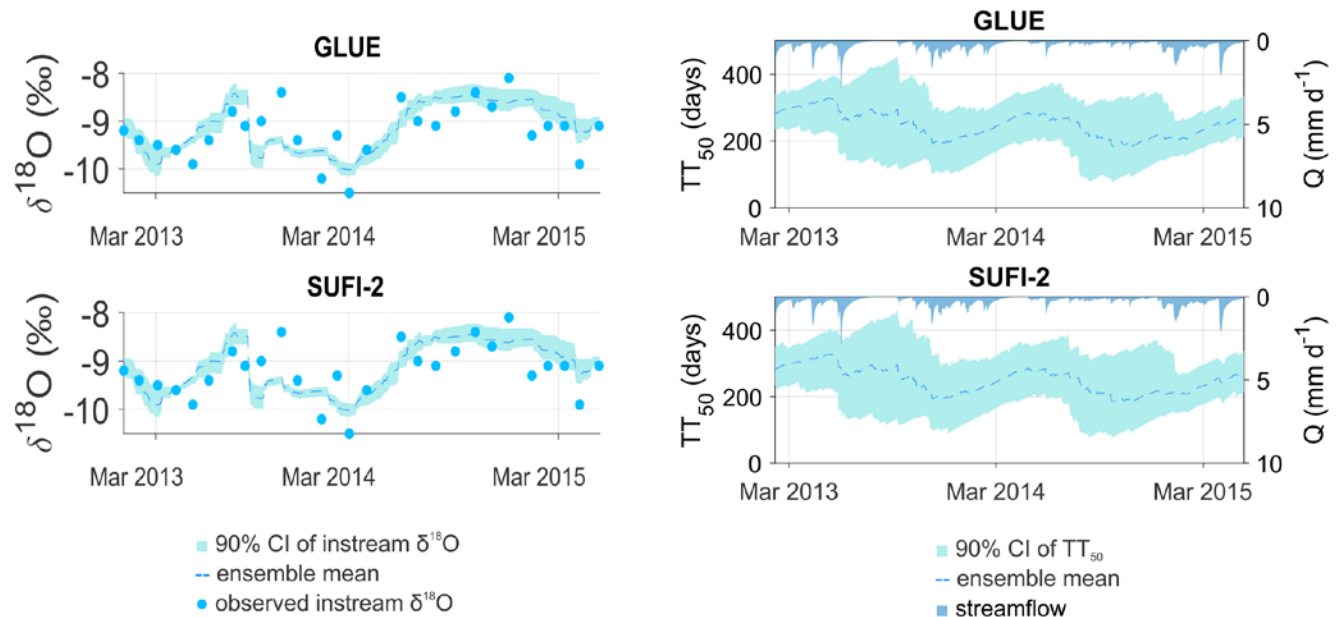 GLUE
δ¹⁸O (‰)
-8
-9
-10
Mar 2013
Mar 2014
Mar 2015
SUFI-2
δ¹⁸O (‰)
-8
-9
-10
Mar 2013
Mar 2014
Mar 2015
90% CI of instream δ¹⁸O
ensemble mean
observed instream δ¹⁸O
GLUE
TT₅₀ (days)
400
200
0
0
5
10
Q (mm d⁻¹)
Mar 2013
Mar 2014
Mar 2015
SUFI-2
TT₅₀ (days)
400
200
0
0
5
10
Q (mm d⁻¹)
Mar 2013
Mar 2014
Mar 2015
90% CI of TT₅₀
ensemble mean
streamflow